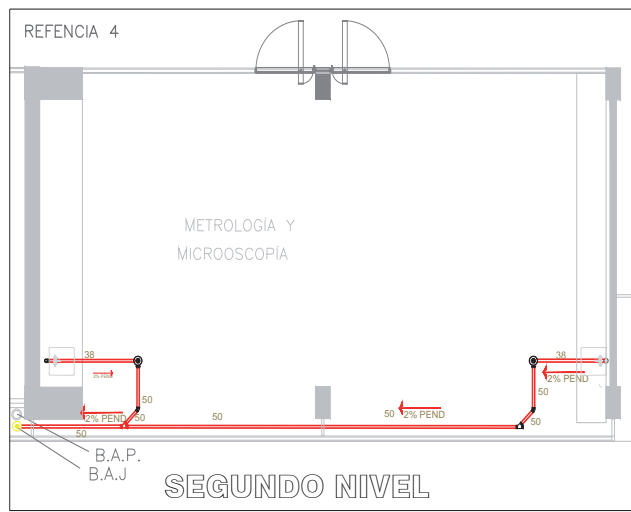 REFENCIA 4
METROLOGÍA Y
MICROOSCOPÍA
38
38
2% PEND
2% PEND
50
50
2% PEND
50
50
50
50
50
B.A.P.
B.A.J
SEGUNDO NIVEL